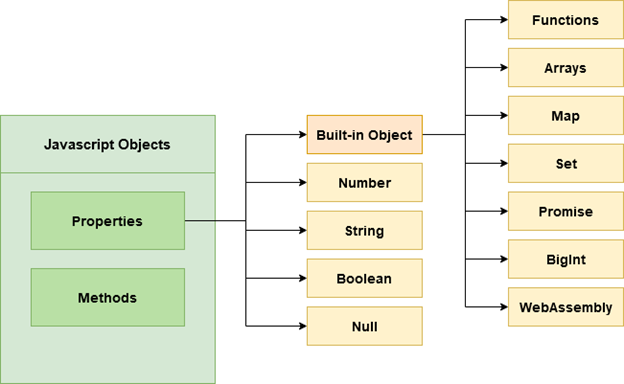 Javascript Objects
Properties
Methods
Built-in Object
Number
String
Boolean
Null
Functions
Arrays
Map
Set
Promise
BigInt
WebAssembly